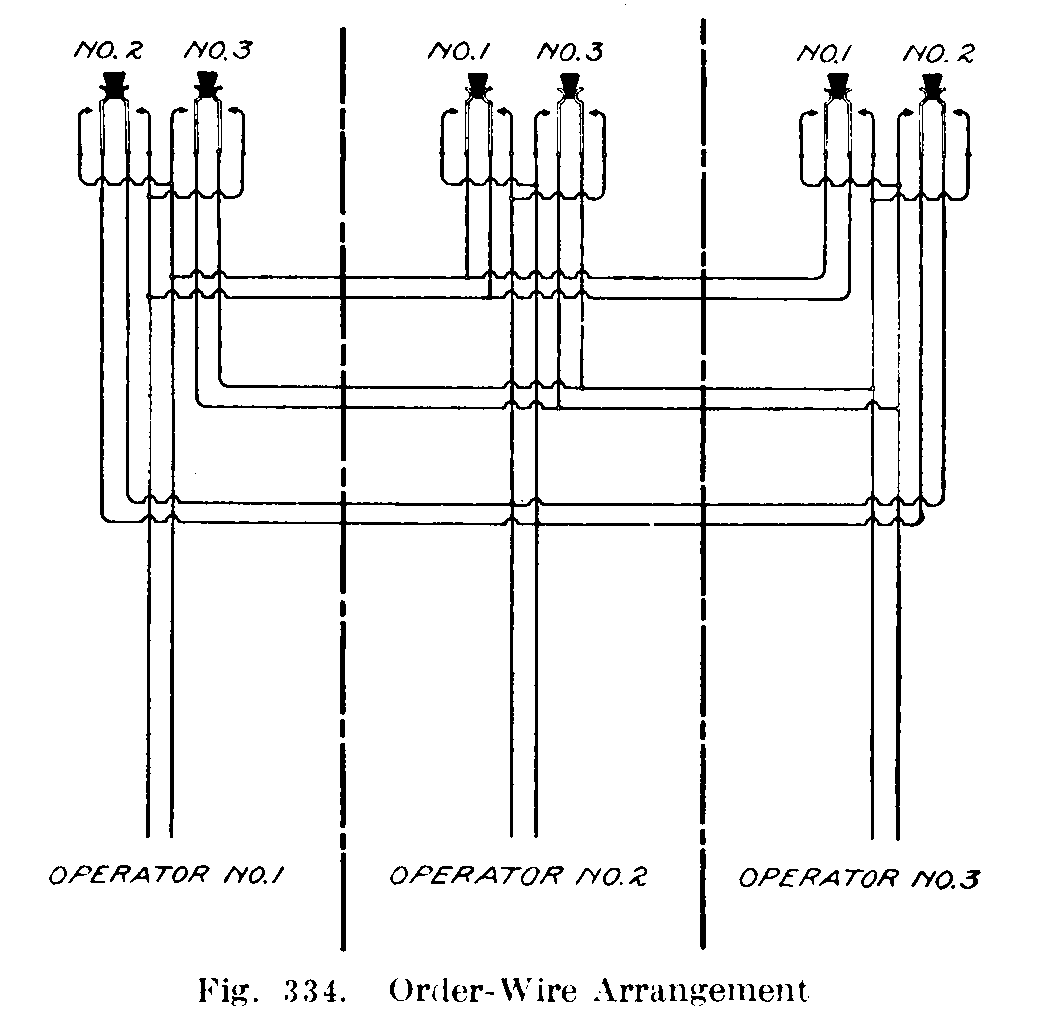 NO. 2 NO. 3 NO. 1 NO. 3 NO. 1 NO. 2
OPERATOR NO. 1 OPERATOR NO. 2 OPERATOR NO. 3
Fig. 334. Order-Wire Arrangement